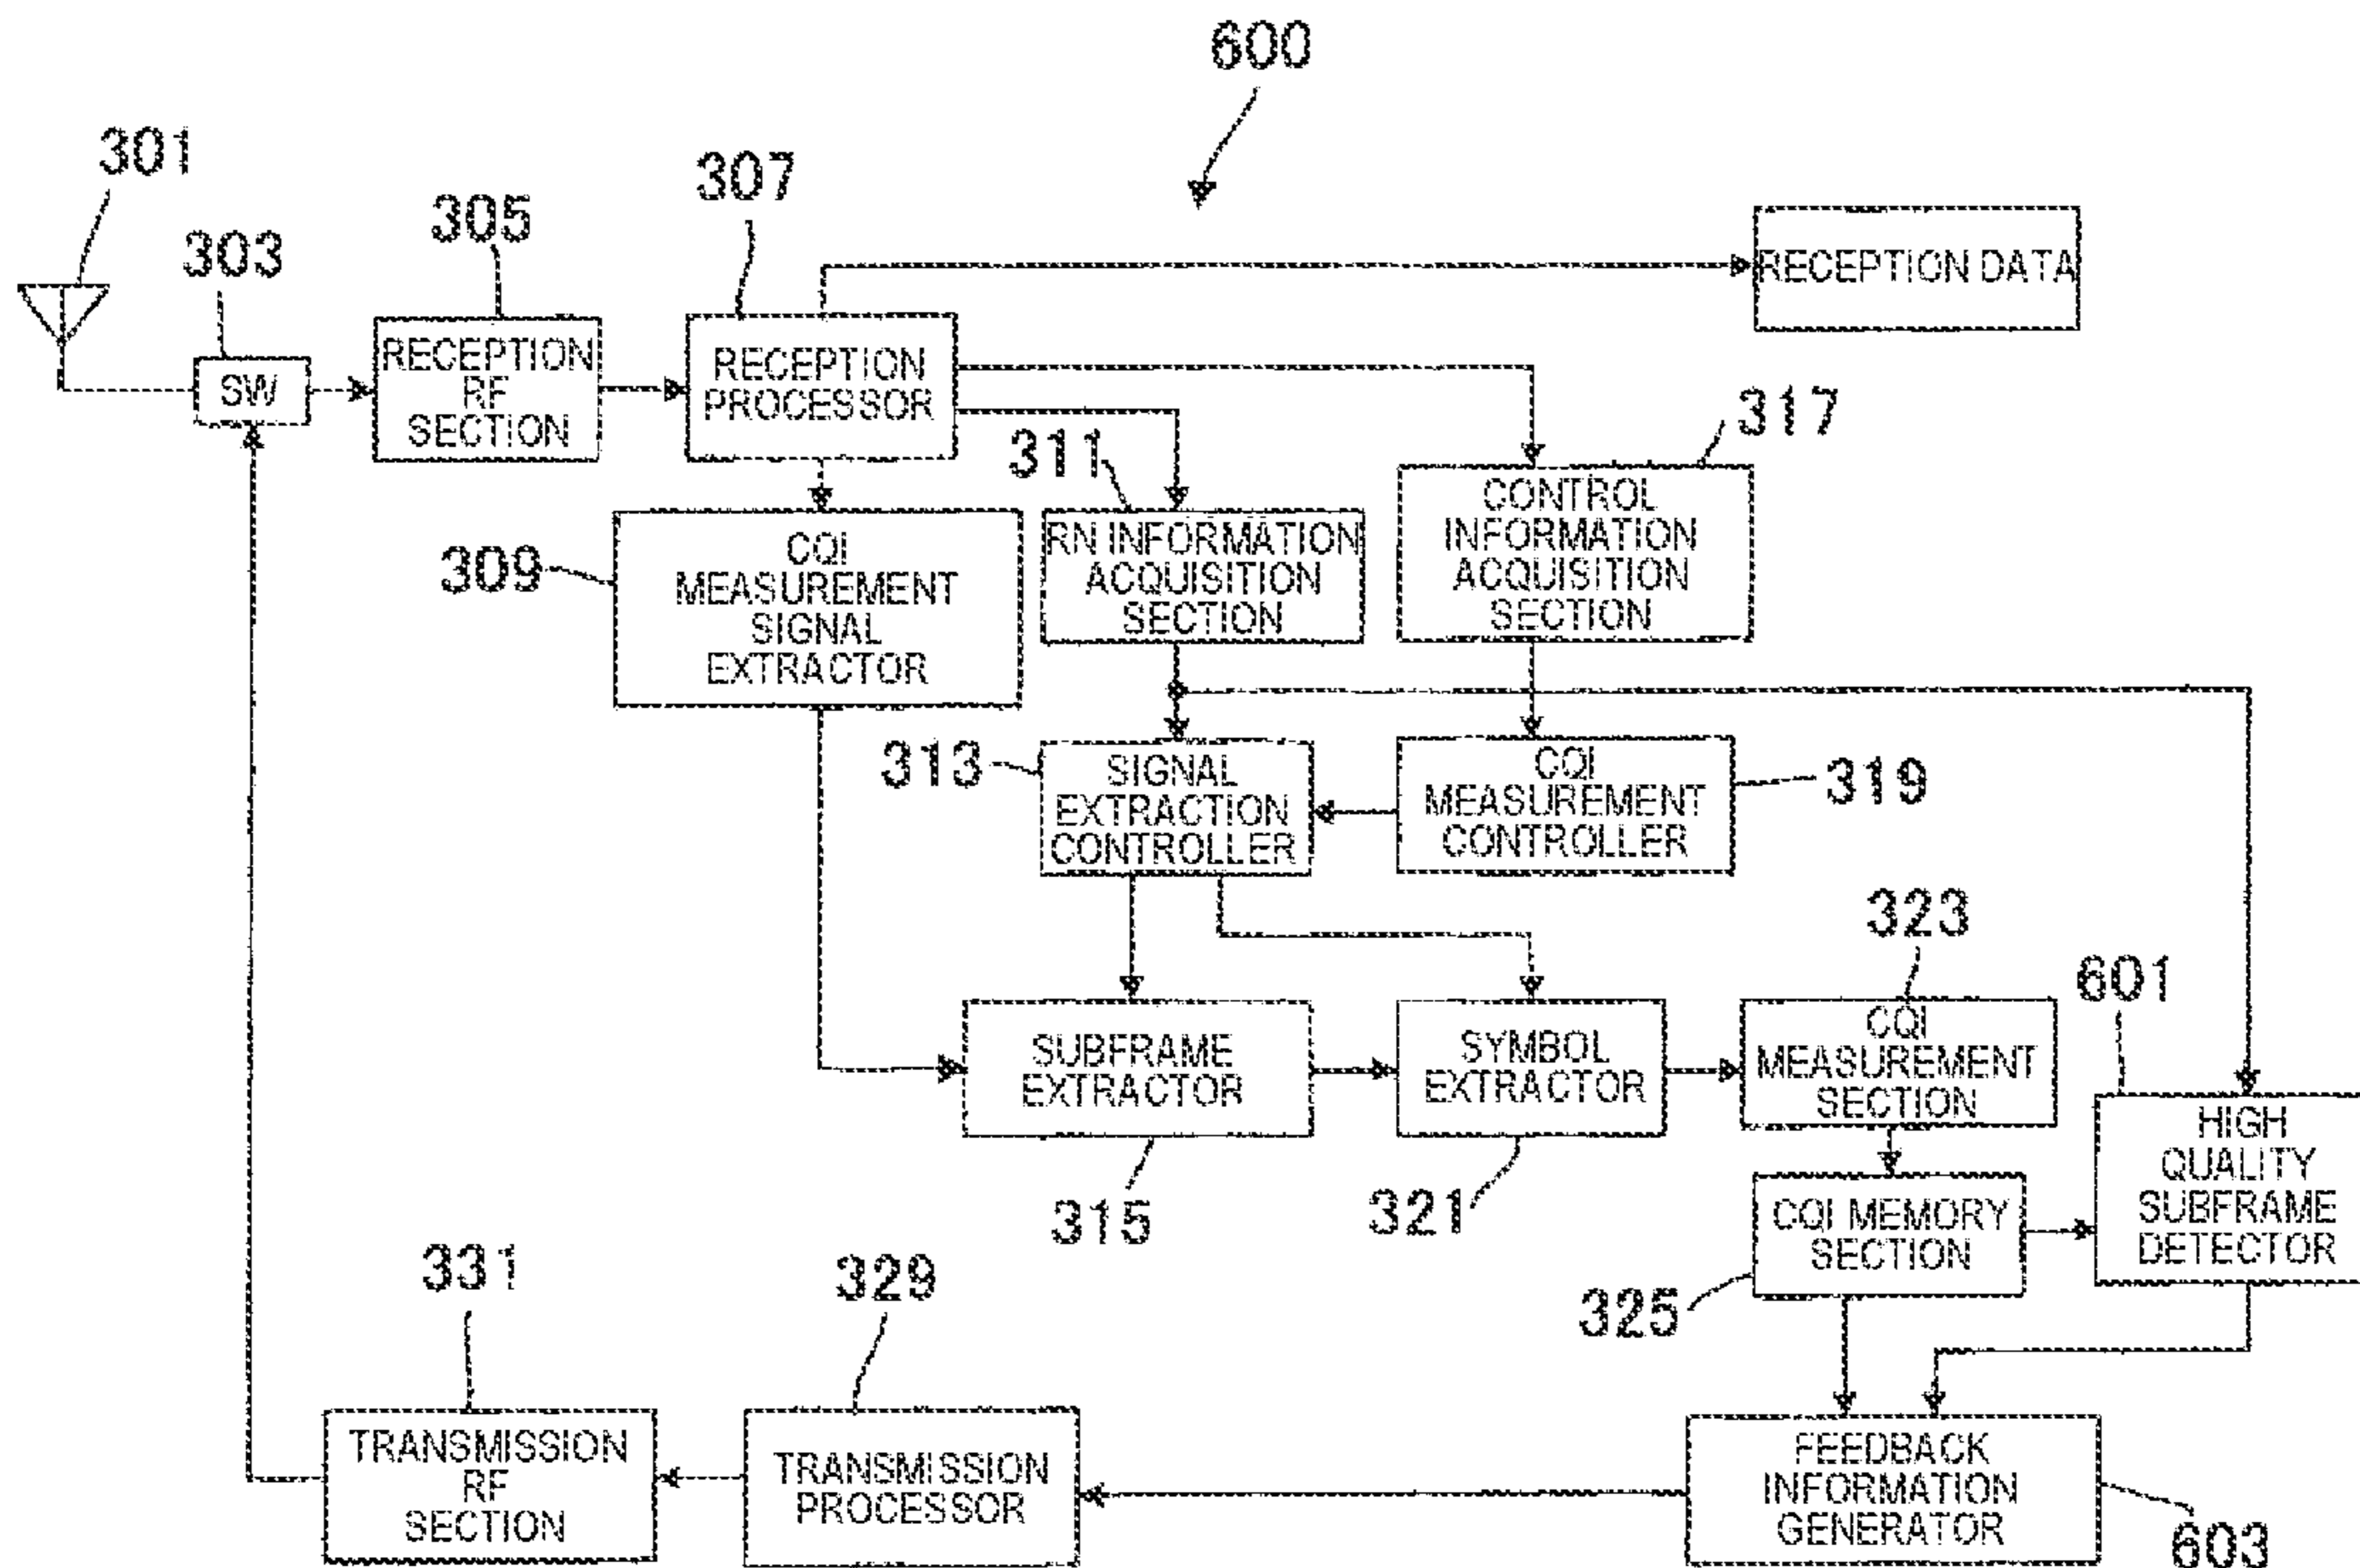 600
301
307
305
303
RECEPTION DATA
RECEPTION
RF
SECTION
RECEPTION
PROCESSOR
SW
317
311
CONTROL
INFORMATION
ACQUISITION
SECTION
309
CQI
MEASUREMENT
SIGNAL
EXTRACTOR
RN INFORMATION
ACQUISITION
SECTION
313
SIGNAL
EXTRACTION
CONTROLLER
CQI
MEASUREMENT
CONTROLLER
319
323
601
SUBFRAME
EXTRACTOR
SYMBOL
EXTRACTOR
CQI
MEASUREMENT
SECTION
HIGH
QUALITY
SUBFRAME
DETECTOR
315
321
CQI MEMORY
SECTION
325
331
329
TRANSMISSION
RF
SECTION
TRANSMISSION
PROCESSOR
FEEDBACK
INFORMATION
GENERATOR
603